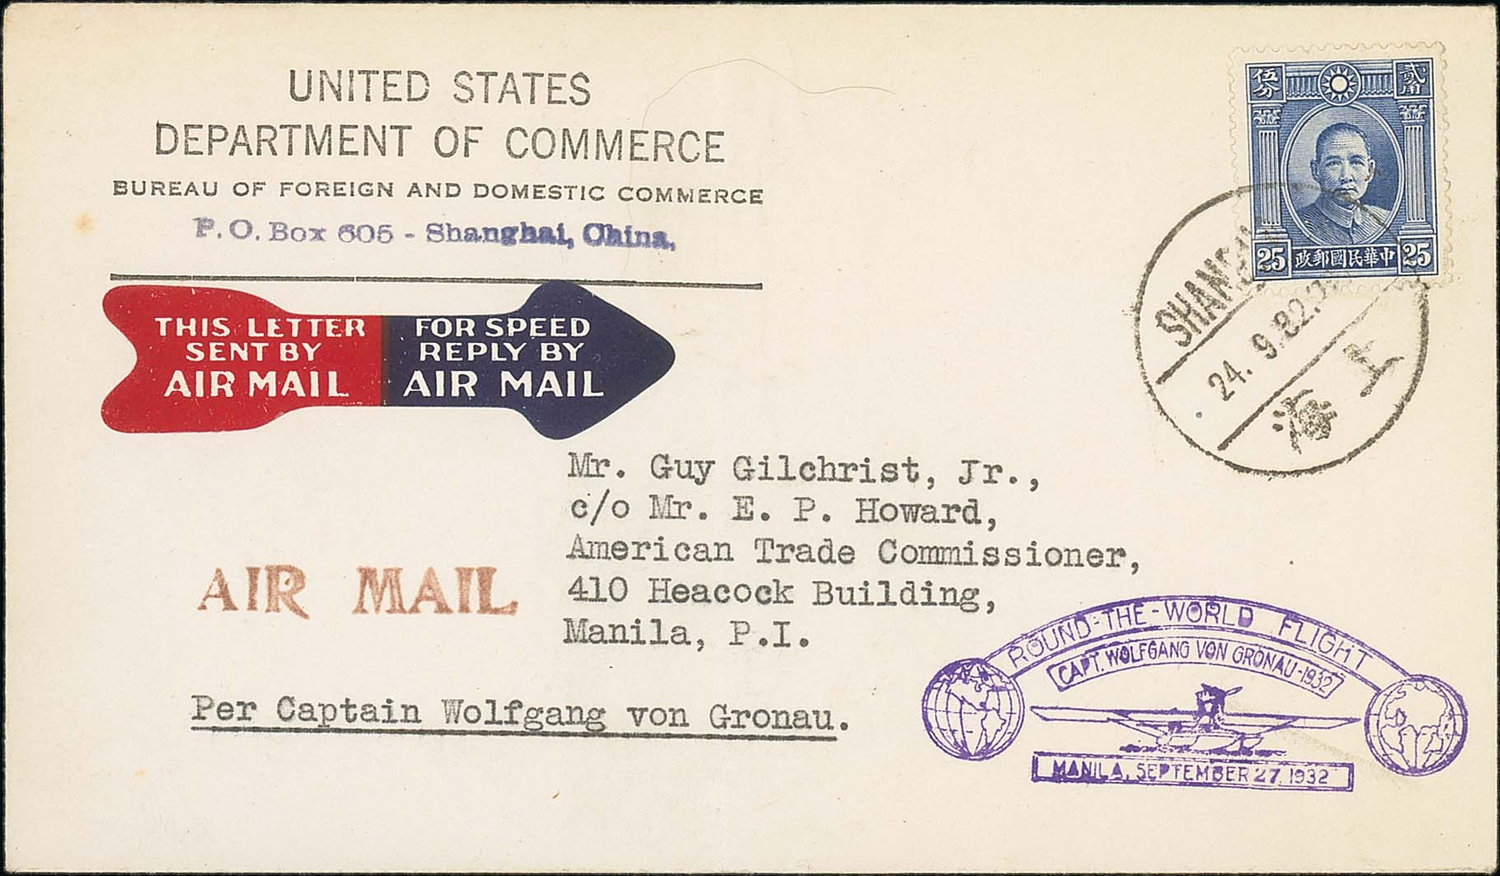 UNITED STATES
DEPARTMENT OF COMMERCE
BUREAU OF FOREIGN AND DOMESTIC COMMERCE
P.O. Box 605 - Shanghai, China.
THIS LETTER
SENT BY
AIR MAIL
FOR SPEED
REPLY BY
AIR MAIL
伍分
貳角
25
政郵國民華中
25
24. 9.32.
上海
Mr. Guy Gilchrist, Jr.,
c/o Mr. E. P. Howard,
American Trade Commissioner,
410 Heacock Building,
Manila, P.I.
AIR MAIL
Per Captain Wolfgang von Gronau.
ROUND-THE-WORLD FLIGHT
CAPT. WOLFGANG VON GRONAU-1932
MANILA, SEPTEMBER 27, 1932